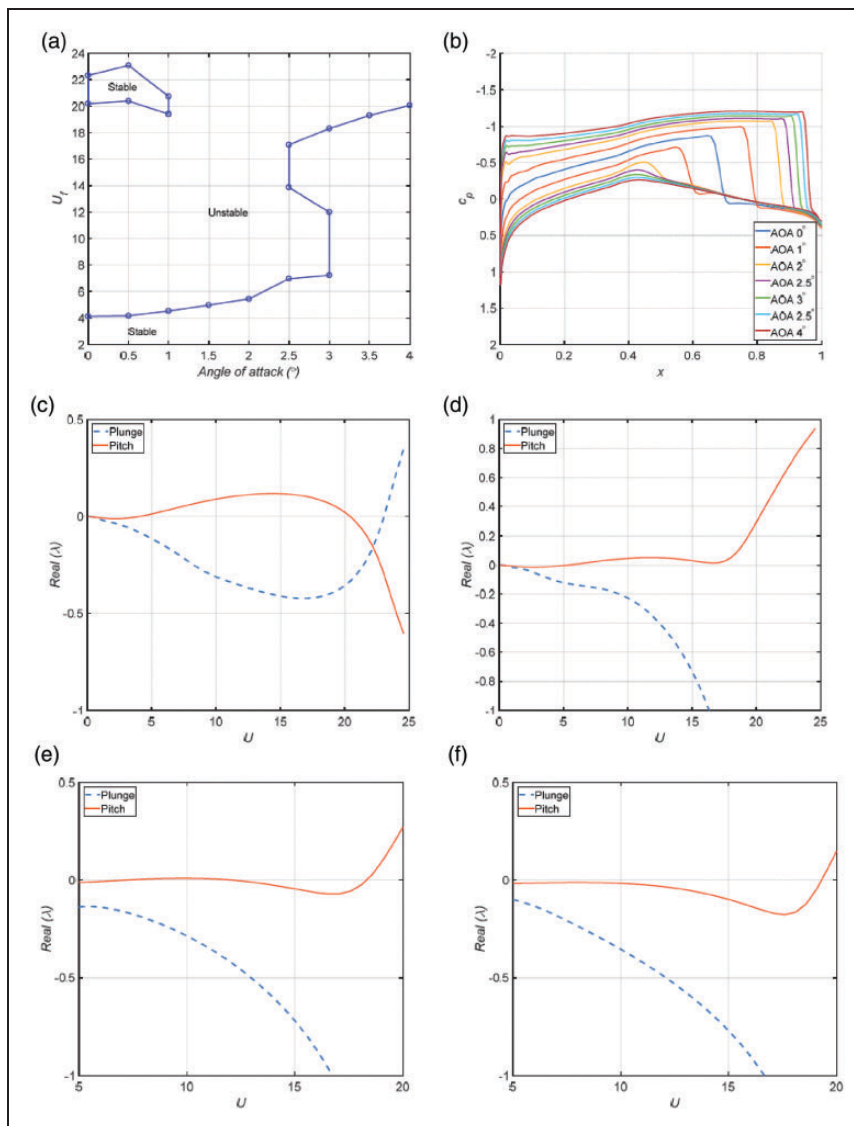 (a)
24
22
20
18
16
14
12
10
8
6
4
2
U_f
Stable
Unstable
Stable
0 0.5 1 1.5 2 2.5 3 3.5 4
Angle of attack (°)
(b)
-2
-1.5
-1
-0.5
0
0.5
1
1.5
2
c_p
AOA 0°
AOA 1°
AOA 2°
AOA 2.5°
AOA 3°
AOA 2.5°
AOA 4°
0 0.2 0.4 0.6 0.8 1
x
(c)
Plunge
Pitch
0.5
0
-0.5
-1
Real (λ)
0 5 10 15 20 25
U
(d)
Plunge
Pitch
1
0.8
0.6
0.4
0.2
0
-0.2
-0.4
-0.6
-0.8
-1
Real (λ)
0 5 10 15 20 25
U
(e)
Plunge
Pitch
0.5
0
-0.5
-1
Real (λ)
5 10 15 20
U
(f)
Plunge
Pitch
0.5
0
-0.5
-1
Real (λ)
5 10 15 20
U